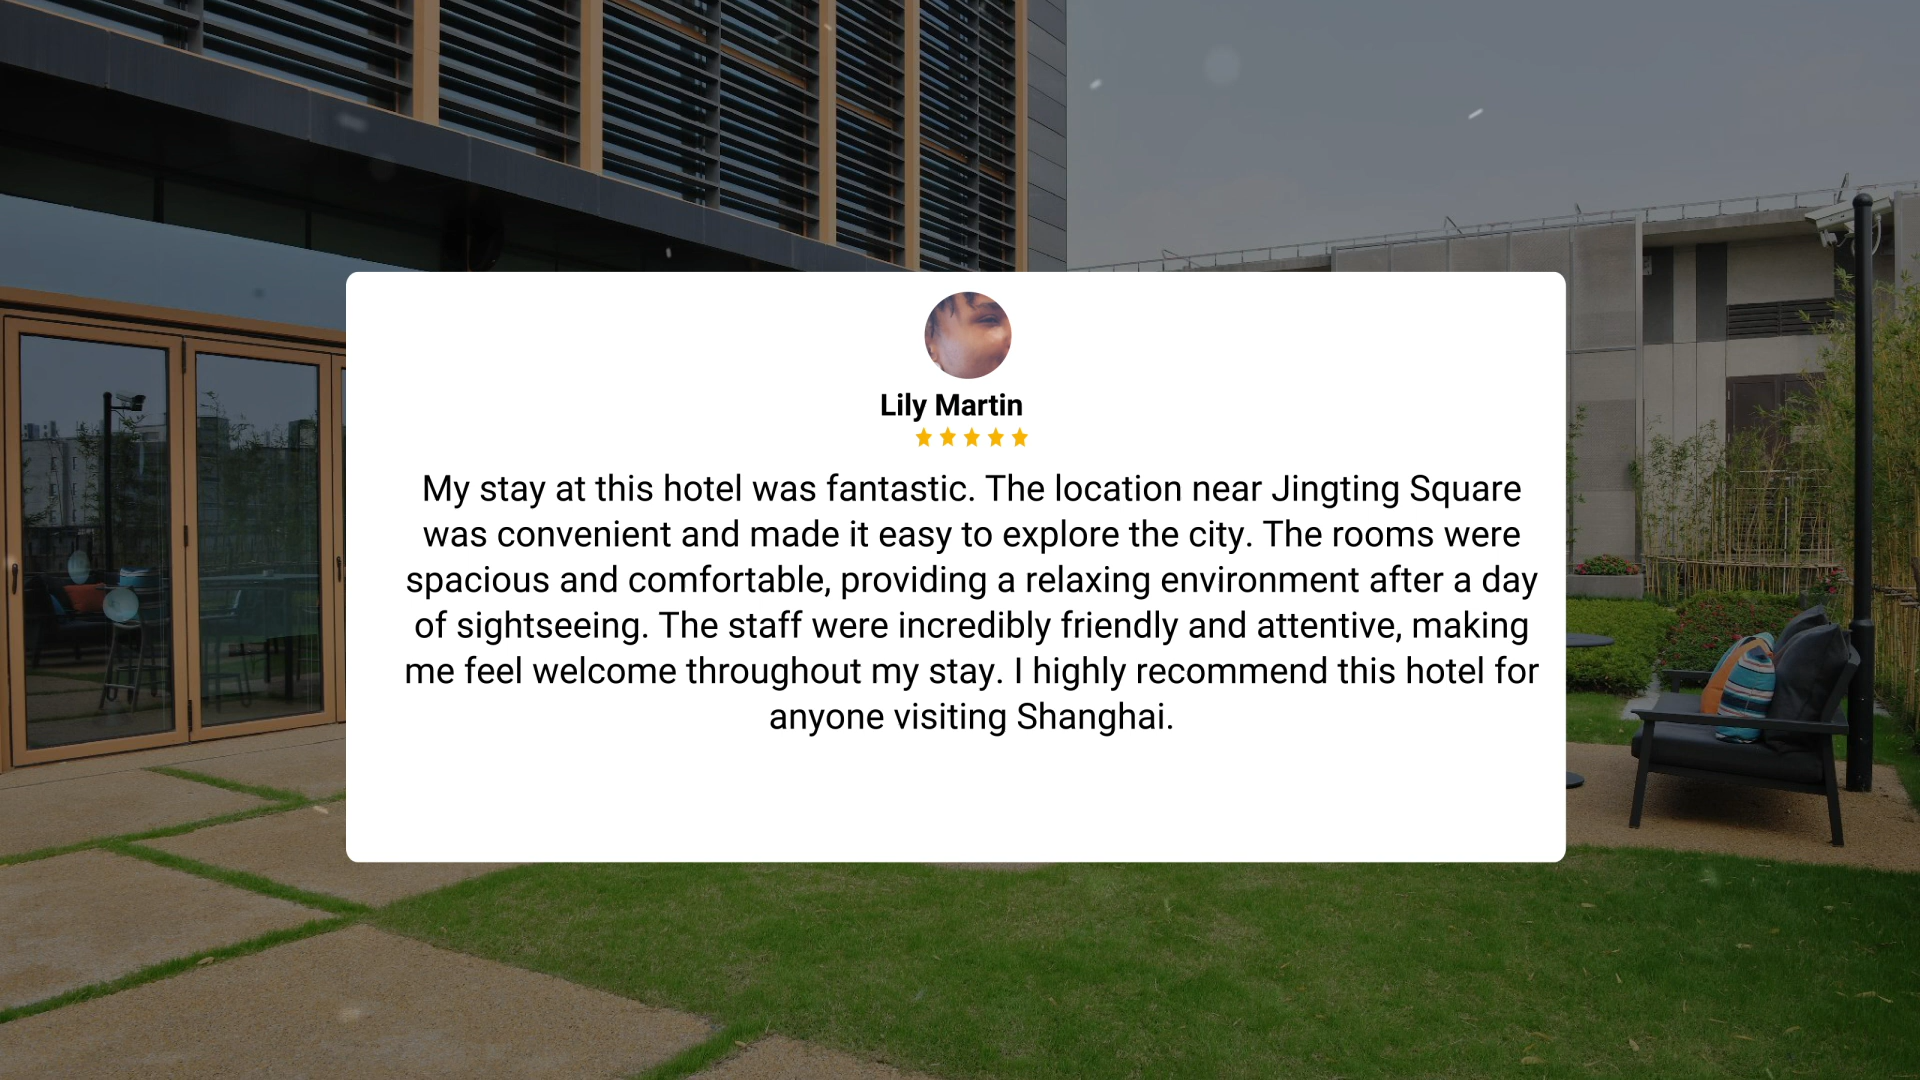 Lily Martin
My stay at this hotel was fantastic. The location near Jingting Square
was convenient and made it easy to explore the city. The rooms were
spacious and comfortable, providing a relaxing environment after a day
of sightseeing. The staff were incredibly friendly and attentive, making
me feel welcome throughout my stay. I highly recommend this hotel for
anyone visiting Shanghai.